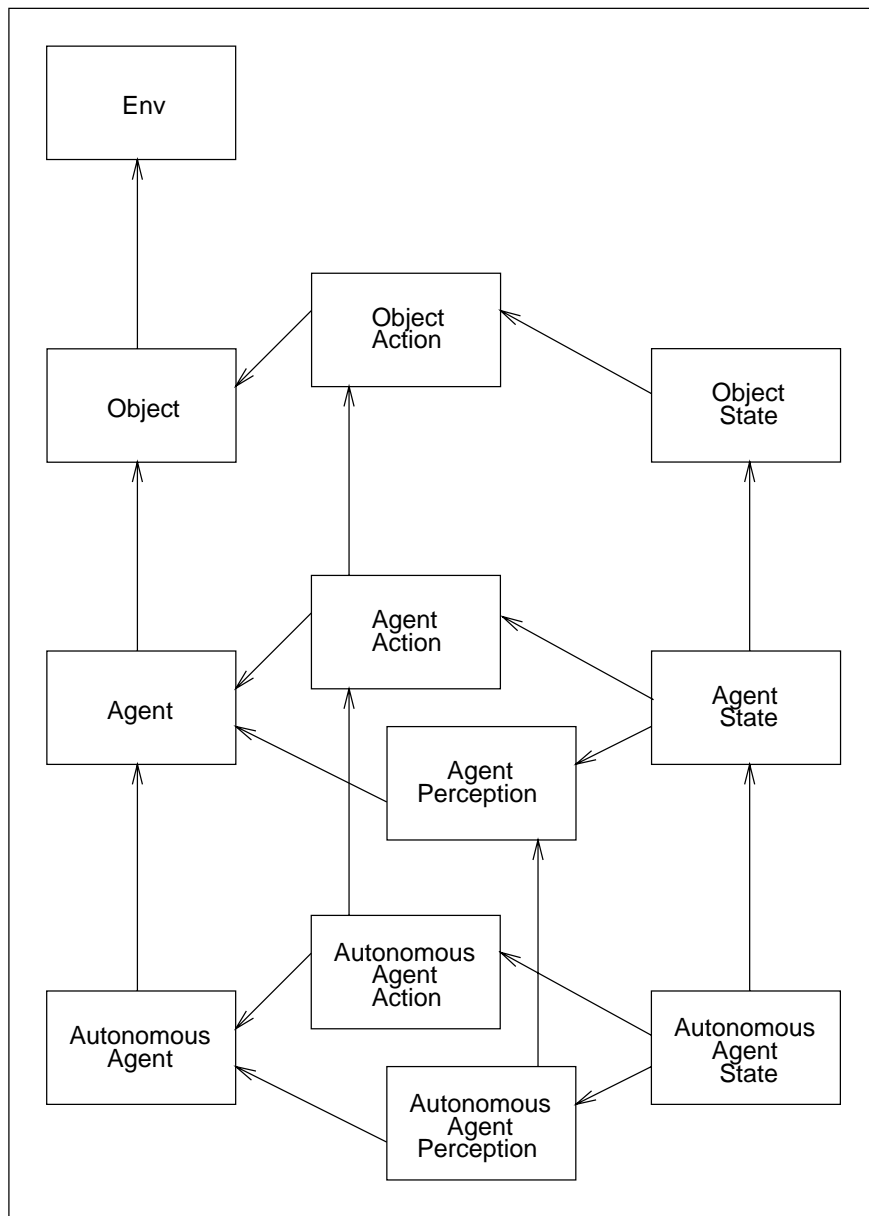 Env
Object
Action
Object
Object
State
Agent
Action
Agent
Agent
State
Agent
Perception
Autonomous
Agent
Action
Autonomous
Agent
Autonomous
Agent
State
Autonomous
Agent
Perception